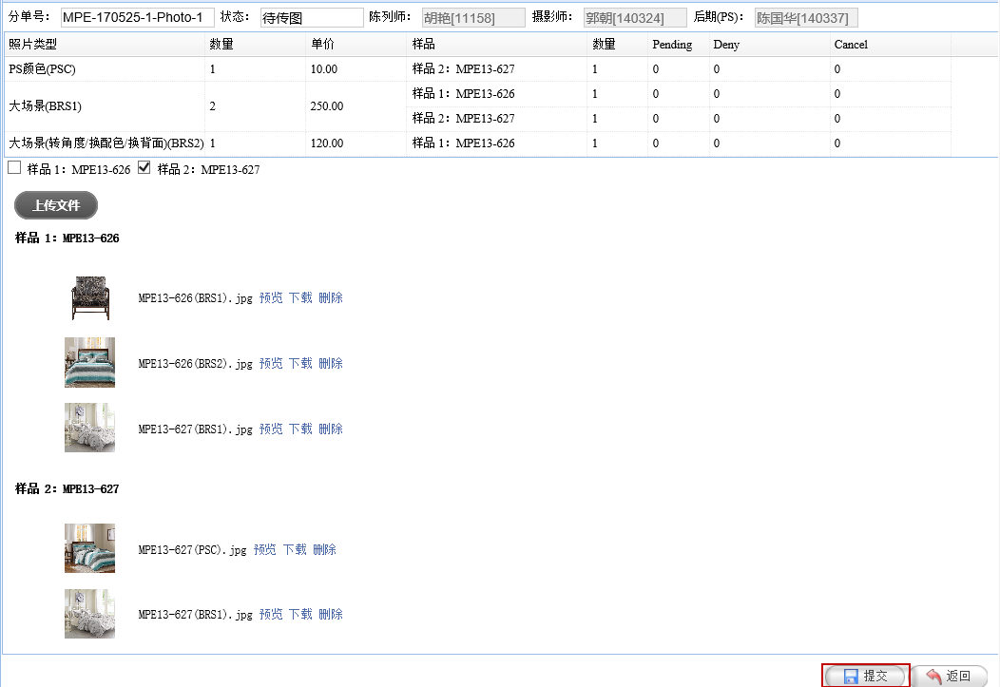 分单号： MPE-170525-1-Photo-1 状态： 待传图 陈列师： 胡艳[11158] 摄影师： 郭朝[140324] 后期(PS)： 陈国华[140337]
照片类型 数量 单价 样品 数量 Pending Deny Cancel
PS颜色(PSC) 1 10.00 样品 2：MPE13-627 1 0 0 0
大场景(BRS1) 2 250.00 样品 1：MPE13-626 1 0 0 0
样品 2：MPE13-627 1 0 0 0
大场景(转角度/换配色/换背面)(BRS2) 1 120.00 样品 1：MPE13-626 1 0 0 0
样品 1：MPE13-626 样品 2：MPE13-627
上传文件
样品 1：MPE13-626
MPE13-626(BRS1).jpg 预览 下载 删除
MPE13-626(BRS2).jpg 预览 下载 删除
MPE13-627(BRS1).jpg 预览 下载 删除
样品 2：MPE13-627
MPE13-627(PSC).jpg 预览 下载 删除
MPE13-627(BRS1).jpg 预览 下载 删除
提交 返回